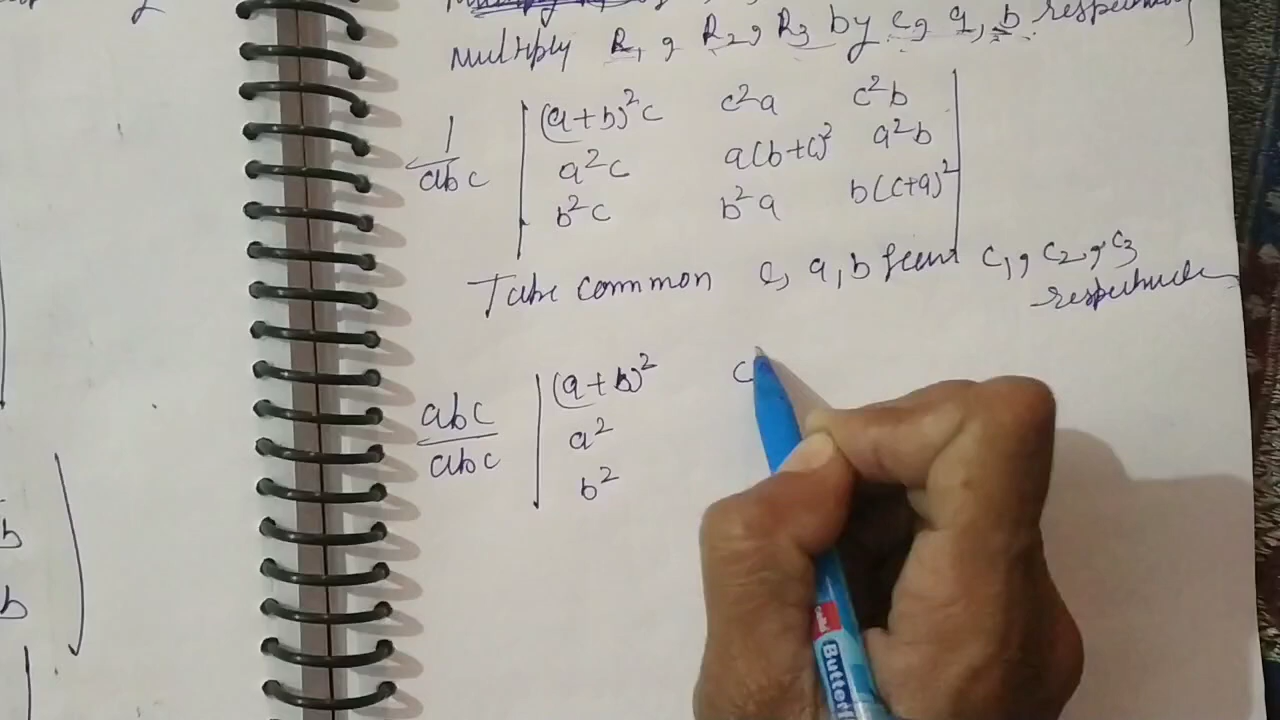 Multiply R₁, R₂, R₃ by c, a, b respectively
1/abc | (a+b)²c c²a c²b |
| a²c a(b+c)² a²b |
| b²c b²a b(c+a)² |
Take common c, a, b from c₁, c₂, c₃
respectively
abc/abc | (a+b)² c
| a²
| b²
b
b
Butterfl